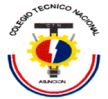 COLEGIO TECNICO NACIONAL
C.T.N.
ASUNCION